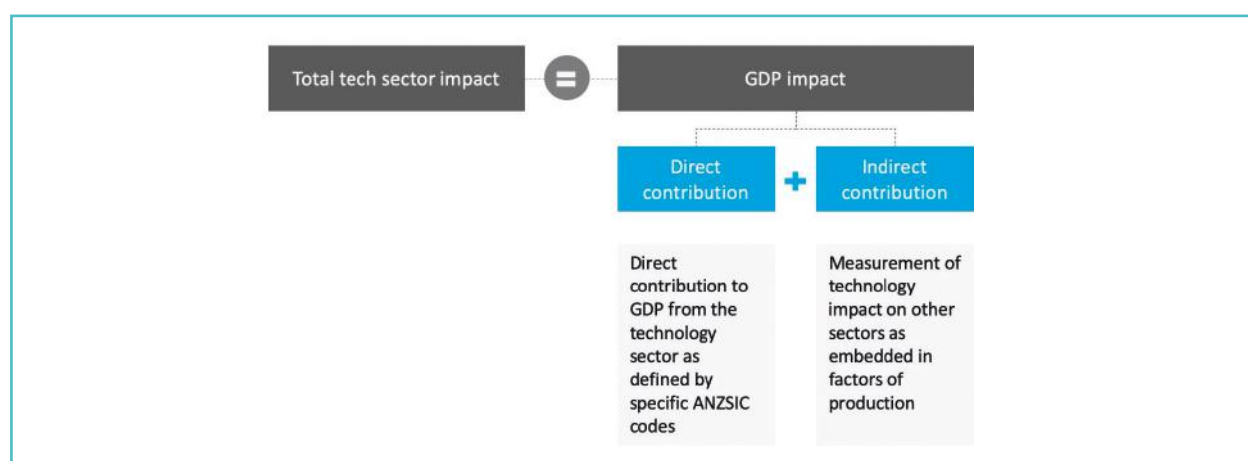 Total tech sector impact
=
GDP impact
Direct
contribution
+
Indirect
contribution
Direct
contribution to
GDP from the
technology
sector as
defined by
specific ANZSIC
codes
Measurement of
technology
impact on other
sectors as
embedded in
factors of
production